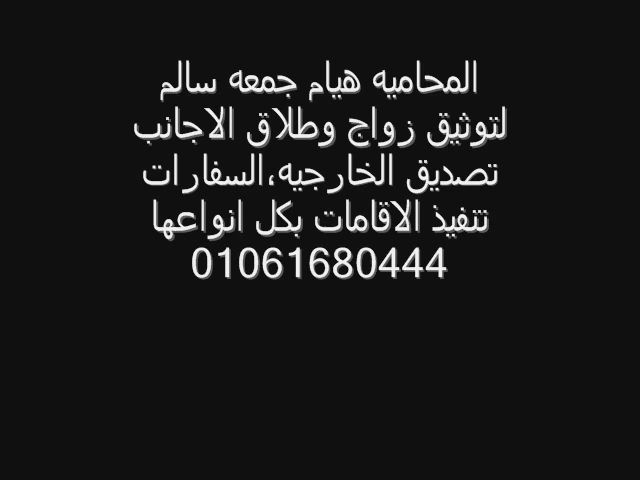 المحاميه هيام جمعه سالم
لتوثيق زواج وطلاق الاجانب
تصديق الخارجيه،السفارات
تنفيذ الاقامات بكل انواعها
01061680444